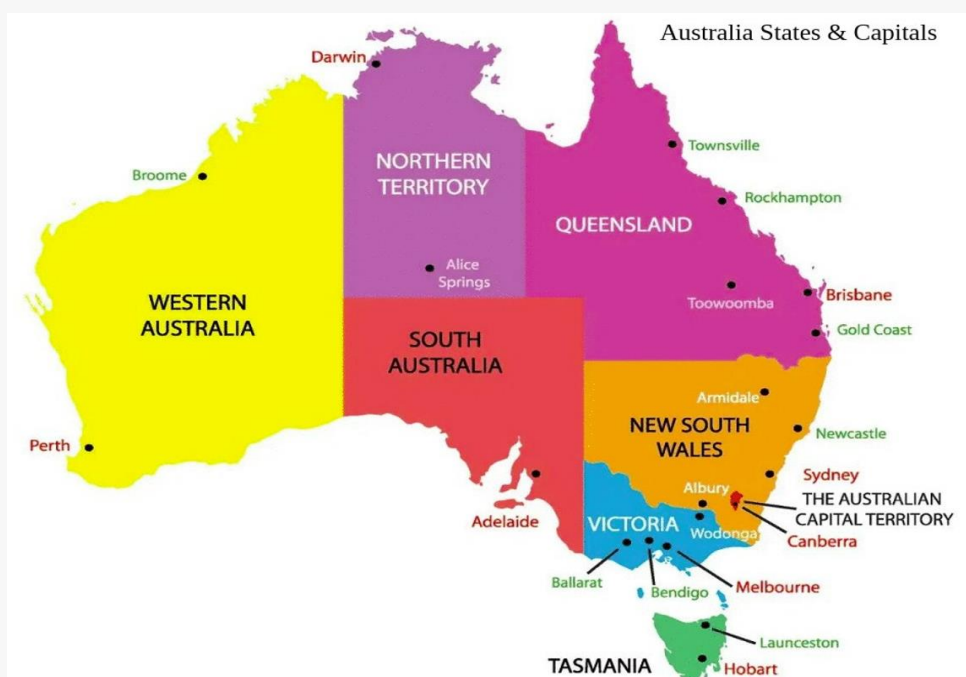 Australia States & Capitals
Darwin
NORTHERN
TERRITORY
Townsville
Broome
Rockhampton
QUEENSLAND
Alice
Springs
WESTERN
AUSTRALIA
Toowoomba
Brisbane
Gold Coast
SOUTH
AUSTRALIA
Armidale
NEW SOUTH
WALES
Newcastle
Perth
Sydney
Albury
THE AUSTRALIAN
CAPITAL TERRITORY
Adelaide
VICTORIA
Wodonga
Canberra
Ballarat
Bendigo
Melbourne
Launceston
TASMANIA
Hobart